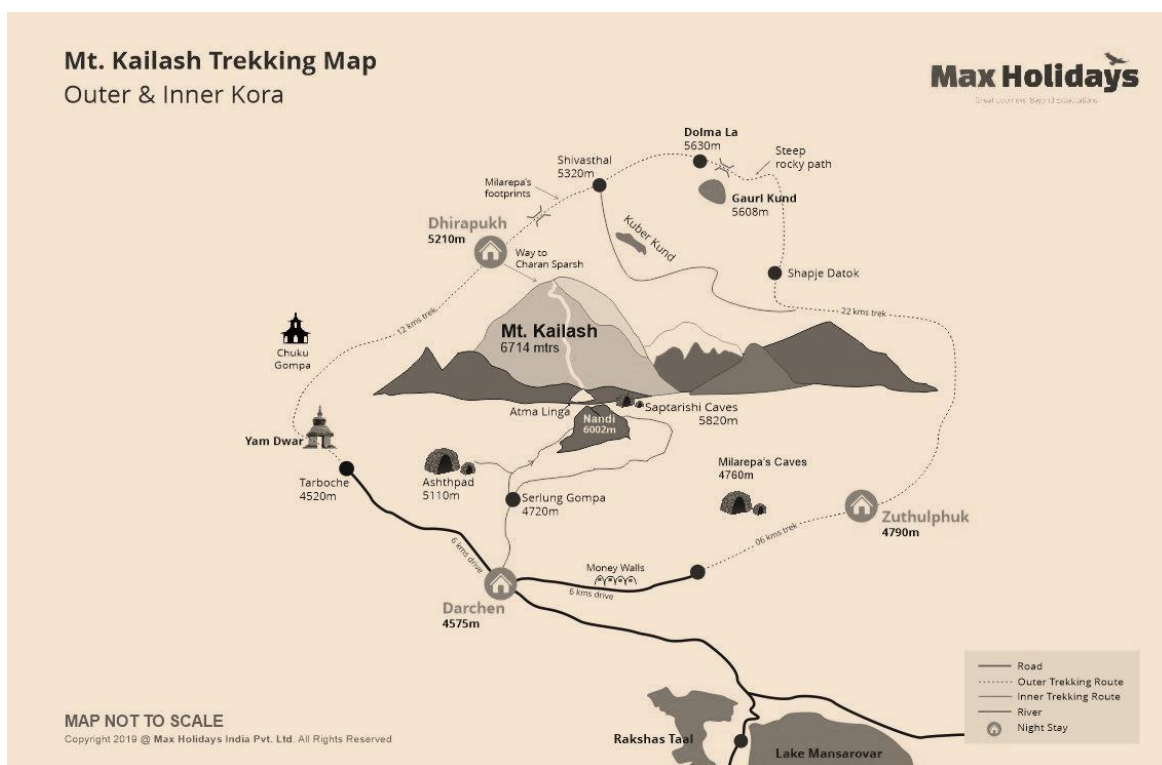 Mt. Kailash Trekking Map
Outer & Inner Kora
Max Holidays
Great Journeys, Beyond Expectations
Dolma La
5630m
Steep
rocky path
Shivasthal
5320m
Milarepa's
footprints
Gauri Kund
5608m
Dhirapukh
5210m
Kuber Kund
Way to
Charan Sparsh
Shapje Datok
12 kms trek
22 kms trek
Mt. Kailash
6714 mtrs
Chuku
Gompa
Atma Linga
Saptarishi Caves
5820m
Nandi
6002m
Yam Dwar
Tarboche
4520m
Ashthpad
5110m
Serlung Gompa
4720m
Milarepa's Caves
4760m
Zuthulphuk
4790m
06 kms trek
6 kms drive
Money Walls
6 kms drive
Darchen
4575m
Road
Outer Trekking Route
Inner Trekking Route
River
Night Stay
MAP NOT TO SCALE
Copyright 2019 @ Max Holidays India Pvt. Ltd. All Rights Reserved
Rakshas Taal
Lake Mansarovar